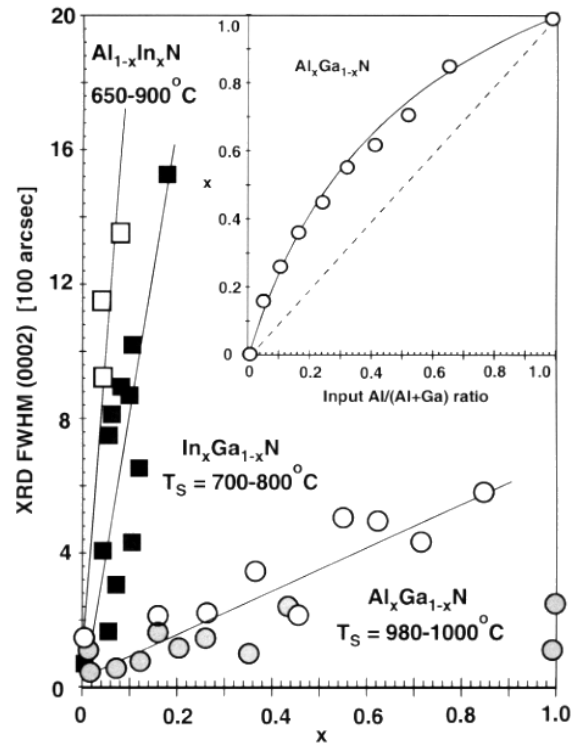 20
16
12
8
4
0
XRD FWHM (0002) [100 arcsec]
Al1-xInxN
650-900°C
1.0
0.8
0.6
0.4
0.2
0
x
AlxGa1-xN
0 0.2 0.4 0.6 0.8 1.0
Input Al/(Al+Ga) ratio
InxGa1-xN
TS = 700-800°C
AlxGa1-xN
TS = 980-1000°C
0 0.2 0.4 0.6 0.8 1.0
x